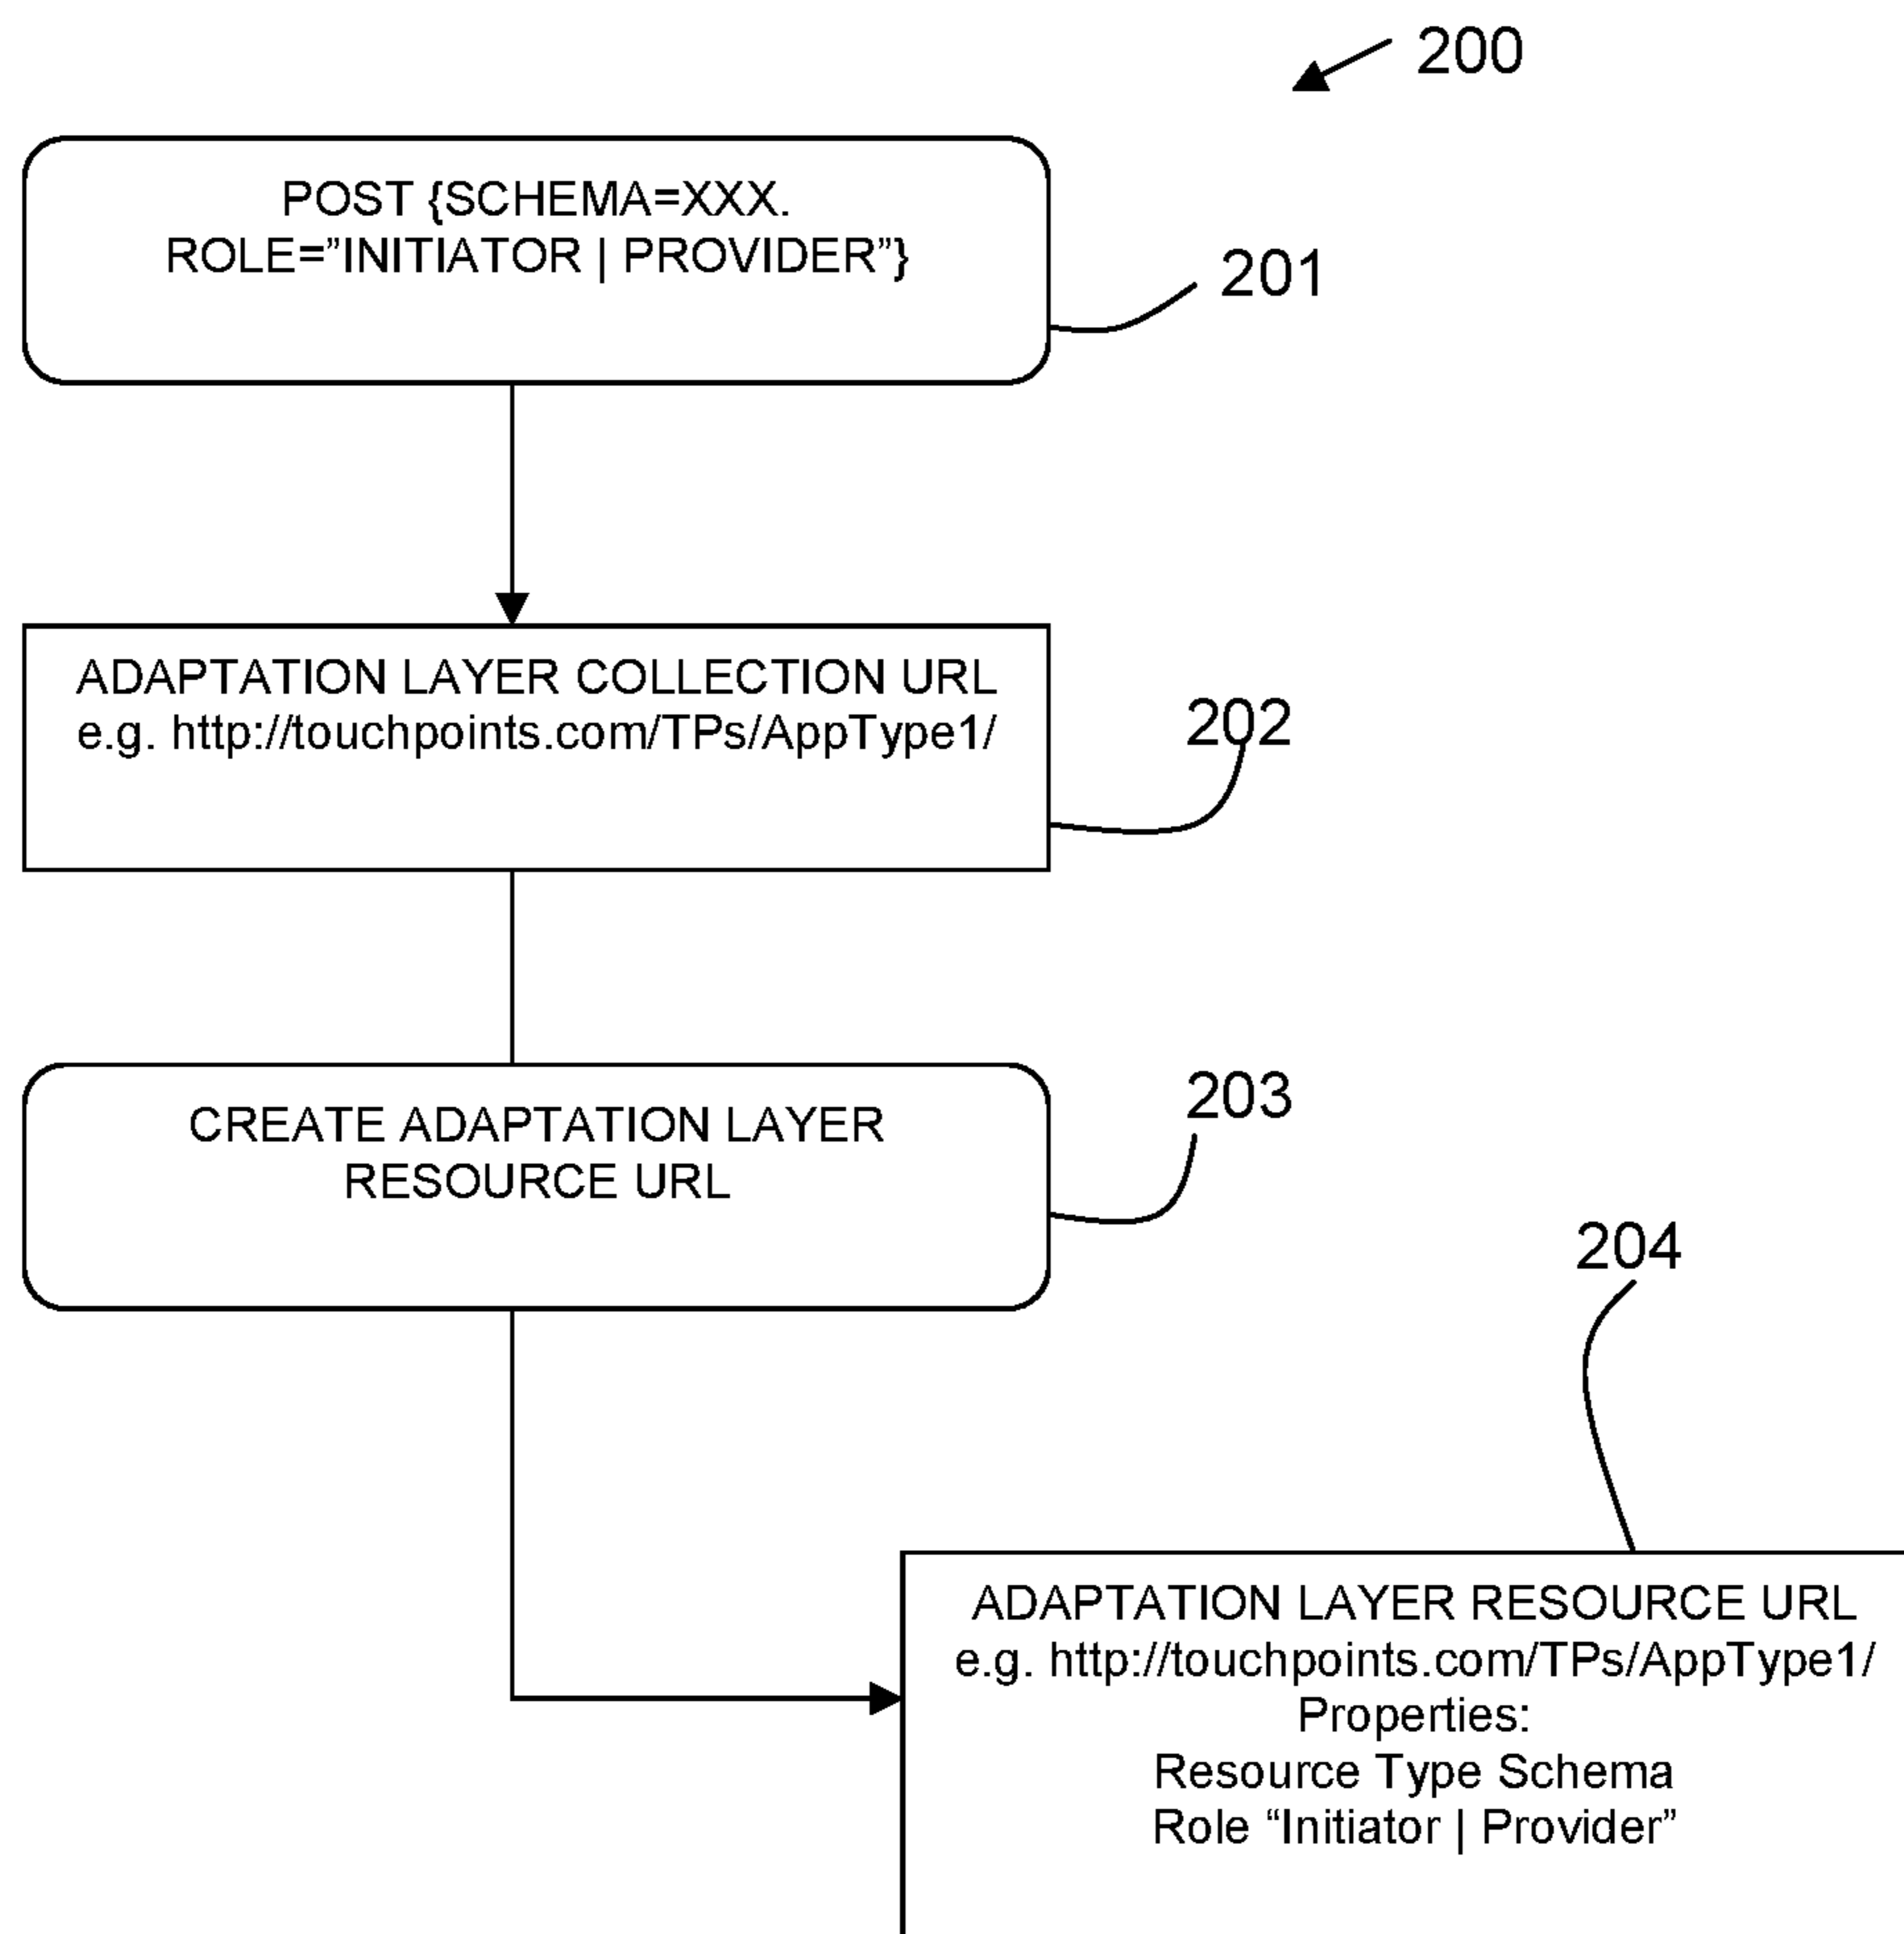 200
POST {SCHEMA=XXX.
ROLE=”INITIATOR | PROVIDER”}
201
ADAPTATION LAYER COLLECTION URL
e.g. http://touchpoints.com/TPs/AppType1/
202
CREATE ADAPTATION LAYER
RESOURCE URL
203
204
ADAPTATION LAYER RESOURCE URL
e.g. http://touchpoints.com/TPs/AppType1/
Properties:
Resource Type Schema
Role “Initiator | Provider”